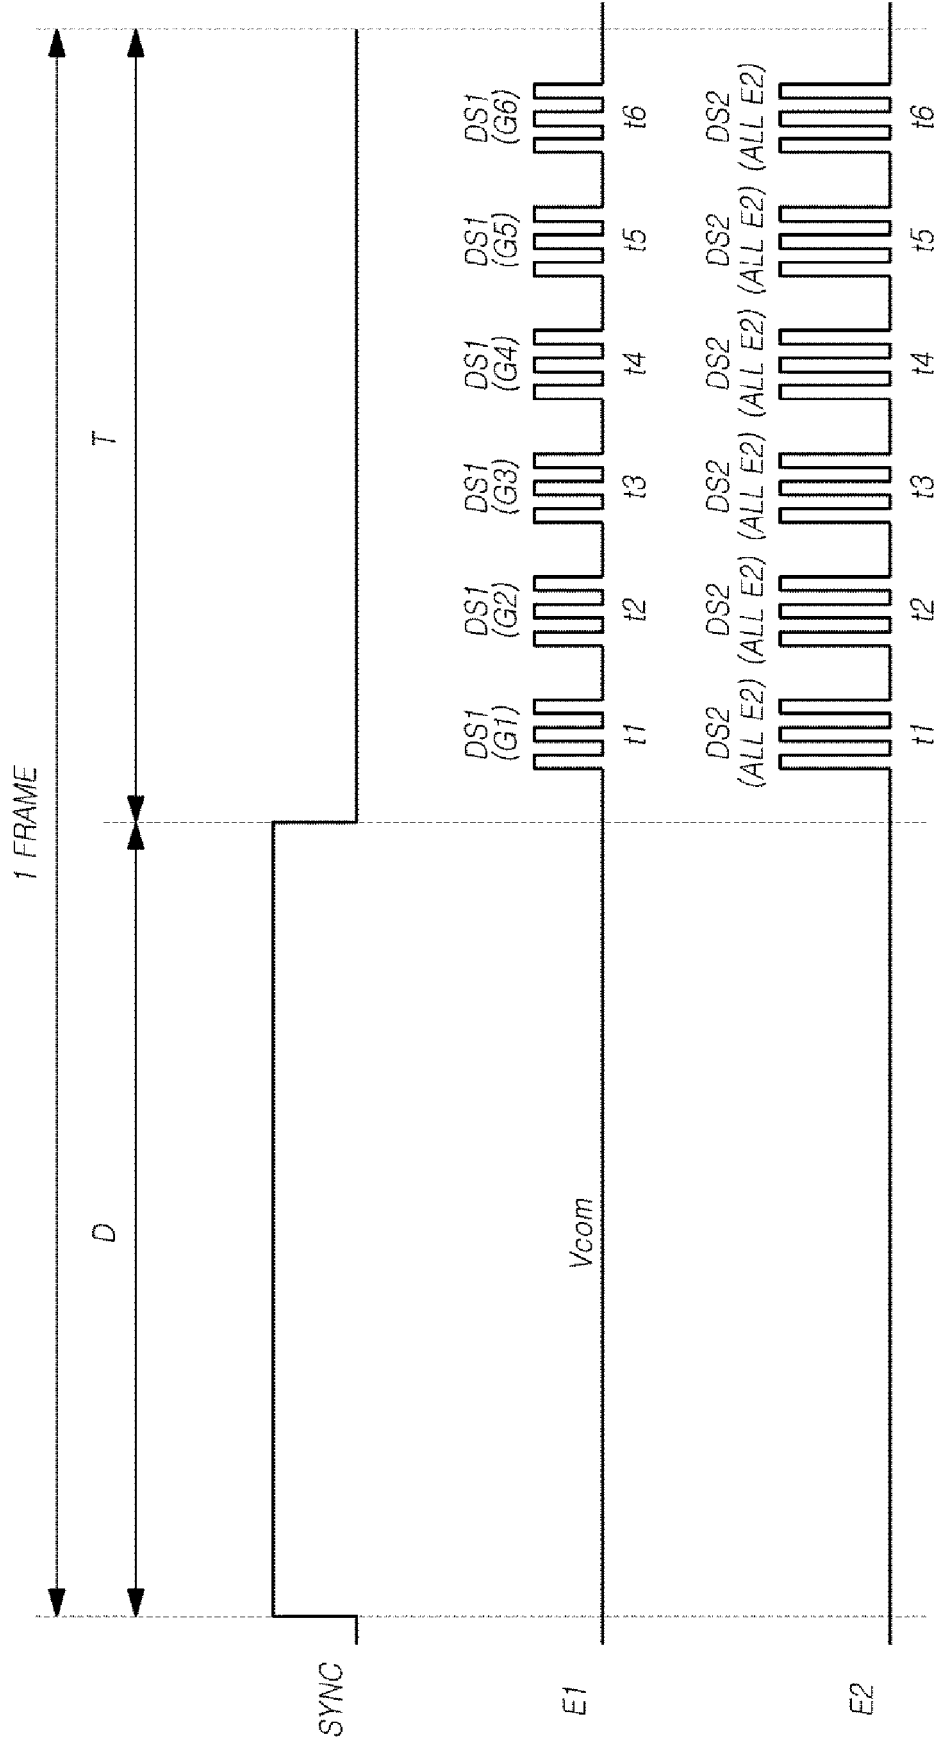 1 FRAME
D
T
SYNC
E1
Vcom
DS1
(G1)
DS1
(G2)
DS1
(G3)
DS1
(G4)
DS1
(G5)
DS1
(G6)
t1
t2
t3
t4
t5
t6
E2
DS2
(ALL E2)
DS2
(ALL E2)
DS2
(ALL E2)
DS2
(ALL E2)
DS2
(ALL E2)
DS2
(ALL E2)
t1
t2
t3
t4
t5
t6